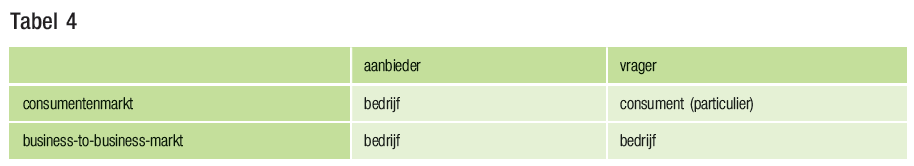 Tabel 4
aanbieder vrager
consumentenmarkt bedrijf consument (particulier)
business-to-business-markt bedrijf bedrijf